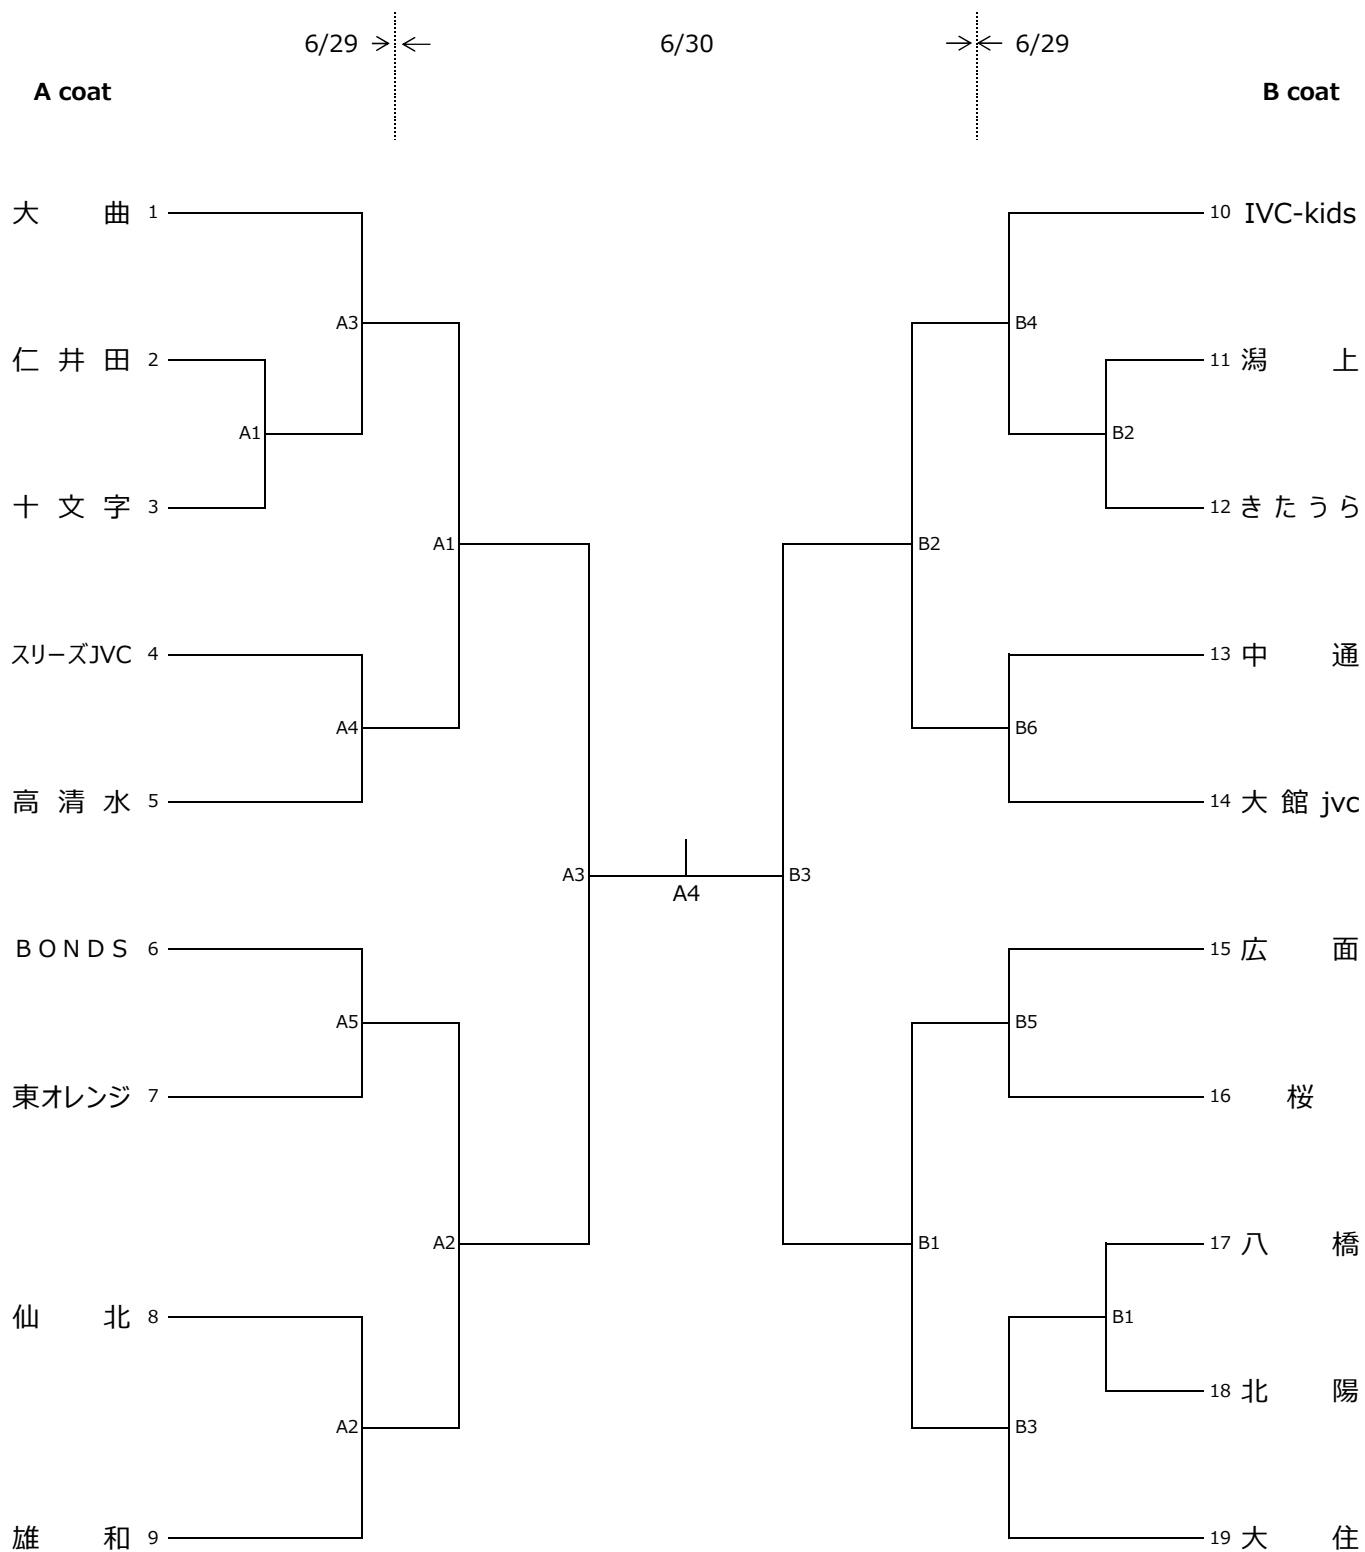 6/29 6/30 6/29
A coat B coat
大曲 1 10 IVC-kids
A3 B4
仁井田 2 11 潟上
A1 B2
十文字 3 12 きたうら
A1 B2
スリーズJVC 4 13 中通
A4 B6
高清水 5 14 大館jvc
A3 B3
A4
BONDS 6 15 広面
A5 B5
東オレンジ 7 16 桜
A2 B1 17 八橋
仙北 8 B1
18 北陽
A2 B3
雄和 9 19 大住